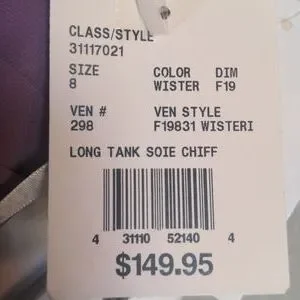 CLASS/STYLE
31117021
SIZE COLOR DIM
8 WISTER F19
VEN # VEN STYLE
298 F19831 WISTERI
LONG TANK SOIE CHIFF
4 31110 52140 4
$149.95